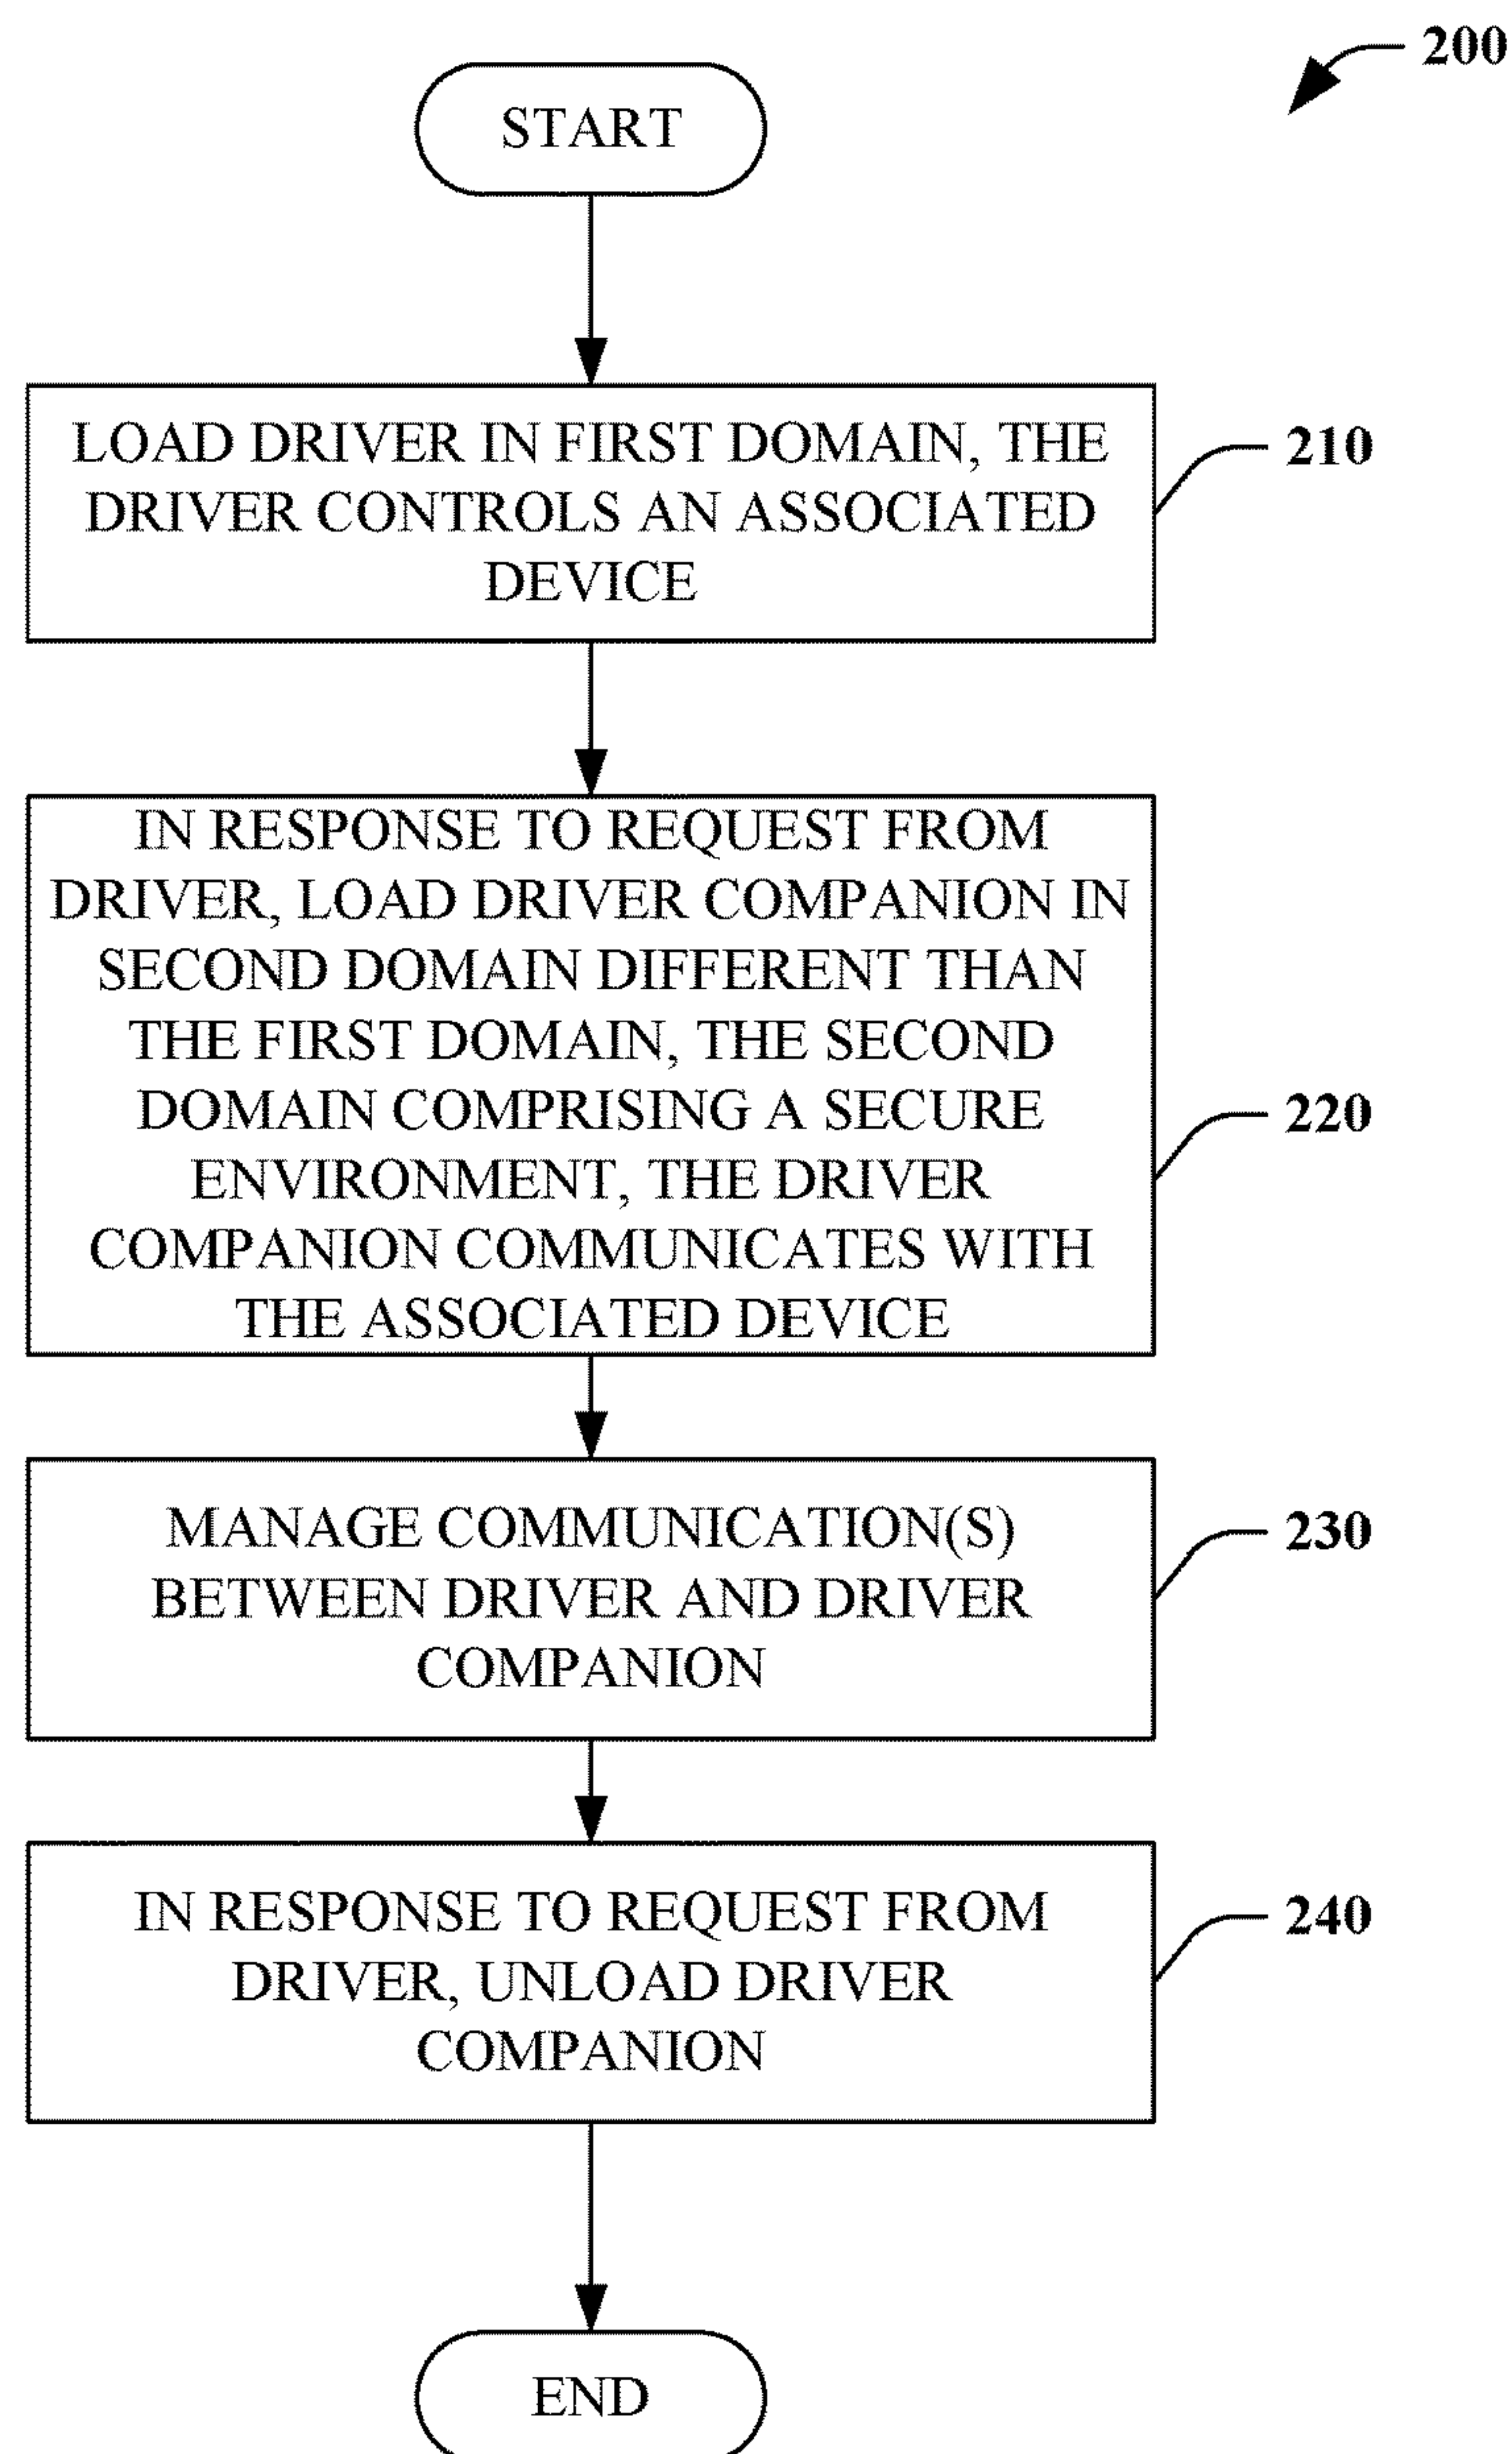 200
START
LOAD DRIVER IN FIRST DOMAIN, THE
DRIVER CONTROLS AN ASSOCIATED
DEVICE
210
IN RESPONSE TO REQUEST FROM
DRIVER, LOAD DRIVER COMPANION IN
SECOND DOMAIN DIFFERENT THAN
THE FIRST DOMAIN, THE SECOND
DOMAIN COMPRISING A SECURE
ENVIRONMENT, THE DRIVER
COMPANION COMMUNICATES WITH
THE ASSOCIATED DEVICE
220
MANAGE COMMUNICATION(S)
BETWEEN DRIVER AND DRIVER
COMPANION
230
IN RESPONSE TO REQUEST FROM
DRIVER, UNLOAD DRIVER
COMPANION
240
END